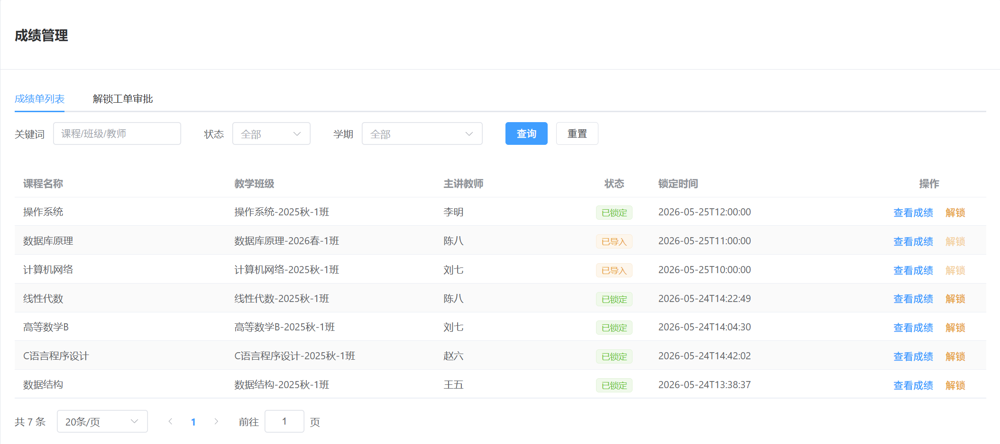 成绩管理
成绩单列表 解锁工单审批
关键词 课程/班级/教师 状态 全部 学期 全部 查询 重置
课程名称 教学班级 主讲教师 状态 锁定时间 操作
操作系统 操作系统-2025秋-1班 李明 已锁定 2026-05-25T12:00:00 查看成绩 解锁
数据库原理 数据库原理-2026春-1班 陈八 已导入 2026-05-25T11:00:00 查看成绩 解锁
计算机网络 计算机网络-2025秋-1班 刘七 已导入 2026-05-25T10:00:00 查看成绩 解锁
线性代数 线性代数-2025秋-1班 陈八 已锁定 2026-05-24T14:22:49 查看成绩 解锁
高等数学B 高等数学B-2025秋-1班 刘七 已锁定 2026-05-24T14:04:30 查看成绩 解锁
C语言程序设计 C语言程序设计-2025秋-1班 赵六 已锁定 2026-05-24T14:42:02 查看成绩 解锁
数据结构 数据结构-2025秋-1班 王五 已锁定 2026-05-24T13:38:37 查看成绩 解锁
共 7 条 20条/页 1 前往 1 页